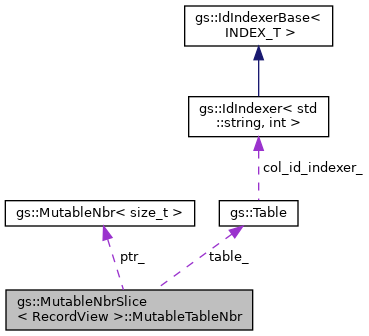 gs::IdIndexerBase<
INDEX_T >
gs::IdIndexer< std
::string, int >
col_id_indexer_
gs::MutableNbr< size_t >
gs::Table
ptr_
table_
gs::MutableNbrSlice
< RecordView >::MutableTableNbr